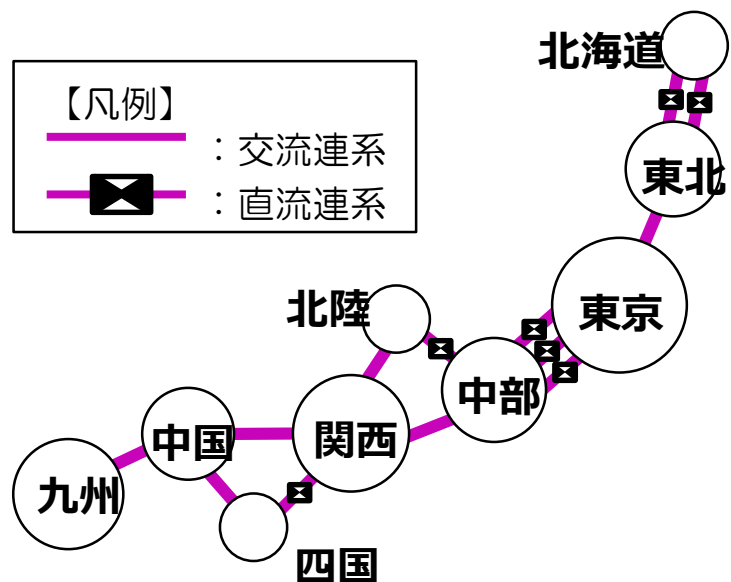 北海道
【凡例】
：交流連系
：直流連系
東北
北陸
東京
中部
中国
関西
九州
四国